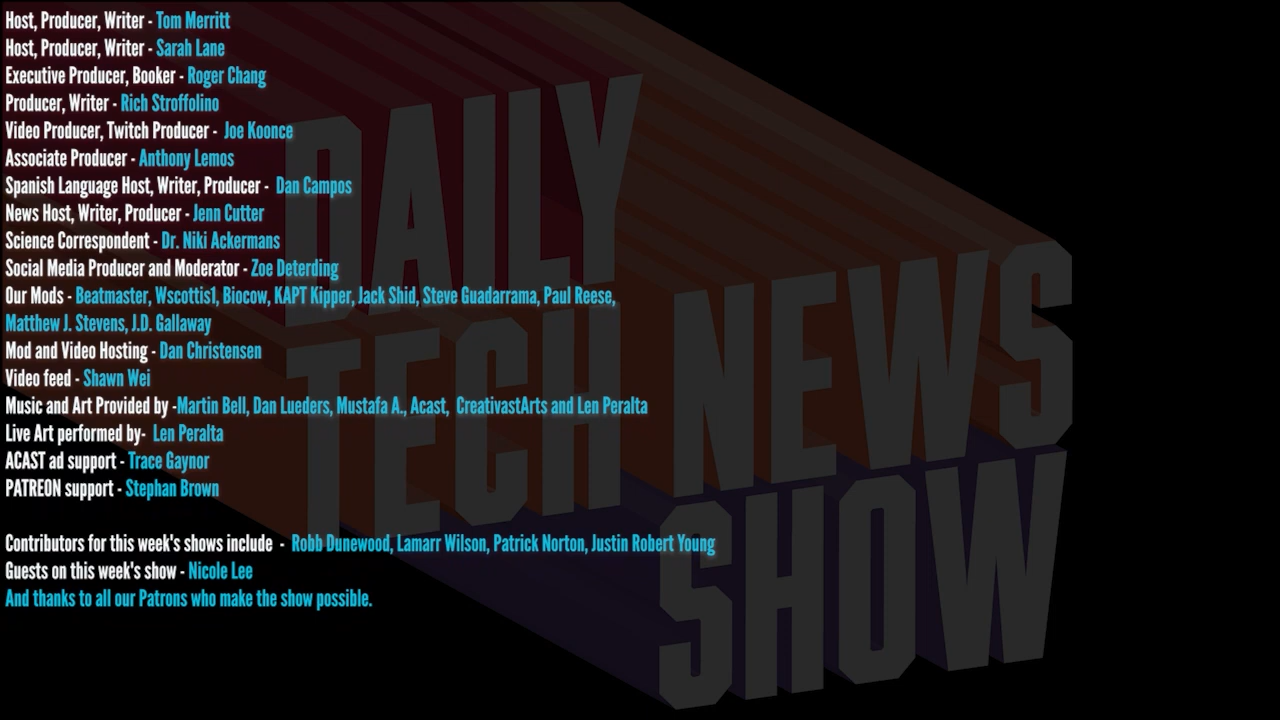 Host, Producer, Writer - Tom Merritt
Host, Producer, Writer - Sarah Lane
Executive Producer, Booker - Roger Chang
Producer, Writer - Rich Stroffolino
Video Producer, Twitch Producer - Joe Koonce
Associate Producer - Anthony Lemos
Spanish Language Host, Writer, Producer - Dan Campos
News Host, Writer, Producer - Jenn Cutter
Science Correspondent - Dr. Niki Ackermans
Social Media Producer and Moderator - Zoe Deterding
Our Mods - Beatmaster, Wscottis1, Biocow, KAPT Kipper, Jack Shid, Steve Guadarrama, Paul Reese,
Matthew J. Stevens, J.D. Gallaway
Mod and Video Hosting - Dan Christensen
Video feed - Shawn Wei
Music and Art Provided by -Martin Bell, Dan Lueders, Mustafa A., Acast, CreativastArts and Len Peralta
Live Art performed by- Len Peralta
ACAST ad support - Trace Gaynor
PATREON support - Stephan Brown
Contributors for this week's shows include - Robb Dunewood, Lamarr Wilson, Patrick Norton, Justin Robert Young
Guests on this week's show - Nicole Lee
And thanks to all our Patrons who make the show possible.
DAILY
TECH NEWS
SHOW